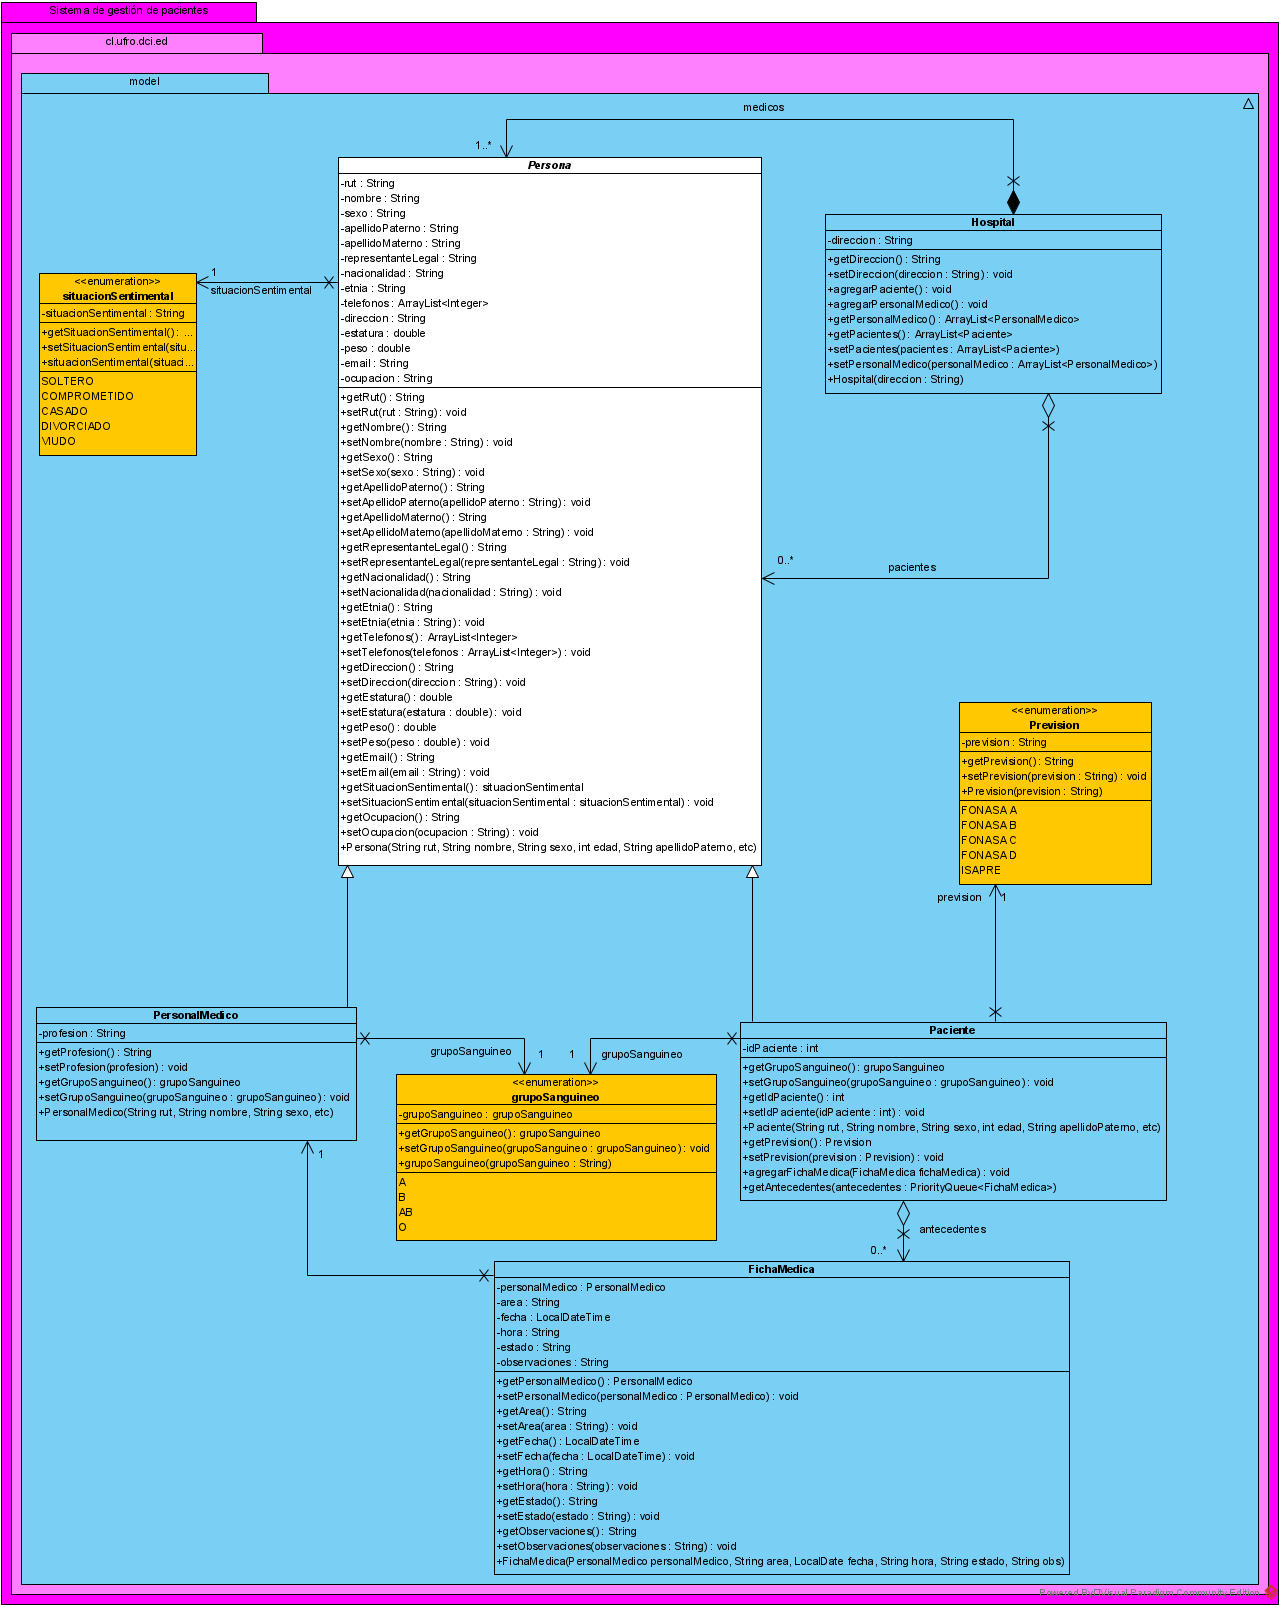 Sistema de gestión de pacientes
cl.ufro.dci.ed
model
medicos
1..*
Persona
-rut : String
-nombre : String
-sexo : String
-apellidoPaterno : String
-apellidoMaterno : String
-representanteLegal : String
-nacionalidad : String
-etnia : String
-telefonos : ArrayList<Integer>
-direccion : String
-estatura : double
-peso : double
-email : String
-ocupacion : String
+getRut() : String
+setRut(rut : String) : void
+getNombre() : String
+setNombre(nombre : String) : void
+getSexo() : String
+setSexo(sexo : String) : void
+getApellidoPaterno() : String
+setApellidoPaterno(apellidoPaterno : String) : void
+getApellidoMaterno() : String
+setApellidoMaterno(apellidoMaterno : String) : void
+getRepresentanteLegal() : String
+setRepresentanteLegal(representanteLegal : String) : void
+getNacionalidad() : String
+setNacionalidad(nacionalidad : String) : void
+getEtnia() : String
+setEtnia(etnia : String) : void
+getTelefonos() : ArrayList<Integer>
+setTelefonos(telefonos : ArrayList<Integer>) : void
+getDireccion() : String
+setDireccion(direccion : String) : void
+getEstatura() : double
+setEstatura(estatura : double) : void
+getPeso() : double
+setPeso(peso : double) : void
+getEmail() : String
+setEmail(email : String) : void
+getSituacionSentimental() : situacionSentimental
+setSituacionSentimental(situacionSentimental : situacionSentimental) : void
+getOcupacion() : String
+setOcupacion(ocupacion : String) : void
+Persona(String rut, String nombre, String sexo, int edad, String apellidoPaterno, etc)
Hospital
-direccion : String
+getDireccion() : String
+setDireccion(direccion : String) : void
+agregarPaciente() : void
+agregarPersonalMedico() : void
+getPersonalMedico() : ArrayList<PersonalMedico>
+getPacientes() : ArrayList<Paciente>
+setPacientes(pacientes : ArrayList<Paciente>)
+setPersonalMedico(personalMedico : ArrayList<PersonalMedico>)
+Hospital(direccion : String)
1
situacionSentimental
<<enumeration>>
situacionSentimental
-situacionSentimental : String
+getSituacionSentimental() : ...
+setSituacionSentimental(situ...
+situacionSentimental(situaci...
SOLTERO
COMPROMETIDO
CASADO
DIVORCIADO
VIUDO
0..*
pacientes
<<enumeration>>
Prevision
-prevision : String
+getPrevision() : String
+setPrevision(prevision : String) : void
+Prevision(prevision : String)
FONASA A
FONASA B
FONASA C
FONASA D
ISAPRE
prevision
1
PersonalMedico
-profesion : String
+getProfesion() : String
+setProfesion(profesion) : void
+getGrupoSanguineo() : grupoSanguineo
+setGrupoSanguineo(grupoSanguineo : grupoSanguineo) : void
+PersonalMedico(String rut, String nombre, String sexo, etc)
grupoSanguineo
1
1
grupoSanguineo
<<enumeration>>
grupoSanguineo
-grupoSanguineo : grupoSanguineo
+getGrupoSanguineo() : grupoSanguineo
+setGrupoSanguineo(grupoSanguineo : grupoSanguineo) : void
+grupoSanguineo(grupoSanguineo : String)
A
B
AB
O
Paciente
-idPaciente : int
+getGrupoSanguineo() : grupoSanguineo
+setGrupoSanguineo(grupoSanguineo : grupoSanguineo) : void
+getIdPaciente() : int
+setIdPaciente(idPaciente : int) : void
+Paciente(String rut, String nombre, String sexo, int edad, String apellidoPaterno, etc)
+getPrevision() : Prevision
+setPrevision(prevision : Prevision) : void
+agregarFichaMedica(FichaMedica fichaMedica) : void
+getAntecedentes(antecedentes : PriorityQueue<FichaMedica>)
1
antecedentes
0..*
FichaMedica
-personalMedico : PersonalMedico
-area : String
-fecha : LocalDateTime
-hora : String
-estado : String
-observaciones : String
+getPersonalMedico() : PersonalMedico
+setPersonalMedico(personalMedico : PersonalMedico) : void
+getArea() : String
+setArea(area : String) : void
+getFecha() : LocalDateTime
+setFecha(fecha : LocalDateTime) : void
+getHora() : String
+setHora(hora : String) : void
+getEstado() : String
+setEstado(estado : String) : void
+getObservaciones() : String
+setObservaciones(observaciones : String) : void
+FichaMedica(PersonalMedico personalMedico, String area, LocalDate fecha, String hora, String estado, String obs)
Powered By Visual Paradigm Community Edition